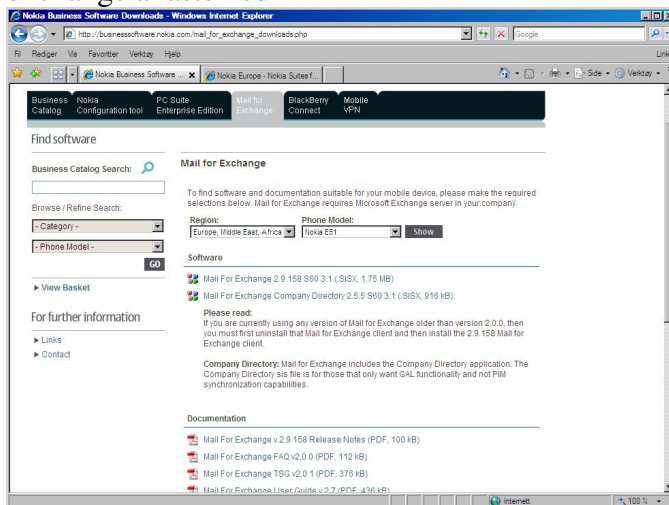 Nokia Business Software Downloads - Windows Internet Explorer
http://businesssoftware.nokia.com/mail_for_exchange_downloads.php
Google
Fil Rediger Vis Favoritter Verktøy Hjelp
Link
Nokia Business Software ...
Nokia Europe - Nokia Suites f...
Side
Verktøy
Business Catalog
Nokia Configuration tool
PC Suite Enterprise Edition
Mail for Exchange
BlackBerry Connect
Mobile VPN
Find software
Business Catalog Search:
Browse / Refine Search:
- Category -
- Phone Model -
GO
View Basket
For further information
Links
Contact
Mail for Exchange
To find software and documentation suitable for your mobile device, please make the required
selections below. Mail for Exchange requires Microsoft Exchange server in your company.
Region:
Phone Model:
Europe, Middle East, Africa
Nokia E51
Show
Software
Mail For Exchange 2.9.158 S60 3.1 (.SISX, 1.75 MB)
Mail For Exchange Company Directory 2.5.5 S60 3.1 (.SISX, 916 kB)
Please read:
If you are currently using any version of Mail for Exchange older than version 2.0.0, then
you must first uninstall that Mail for Exchange client and then install the 2.9.158 Mail for
Exchange client.
Company Directory: Mail for Exchange includes the Company Directory application. The
Company Directory sis file is for those that only want GAL functionality and not PIM
synchronization capabilities.
Documentation
Mail For Exchange v.2.9.158 Release Notes (PDF, 100 kB)
Mail For Exchange FAQ v2.0.0 (PDF, 112 kB)
Mail For Exchange TSG v2.0.1 (PDF, 376 kB)
Mail For Exchange User Guide v 2.7 (PDF, 436 kB)
Internett
100 %